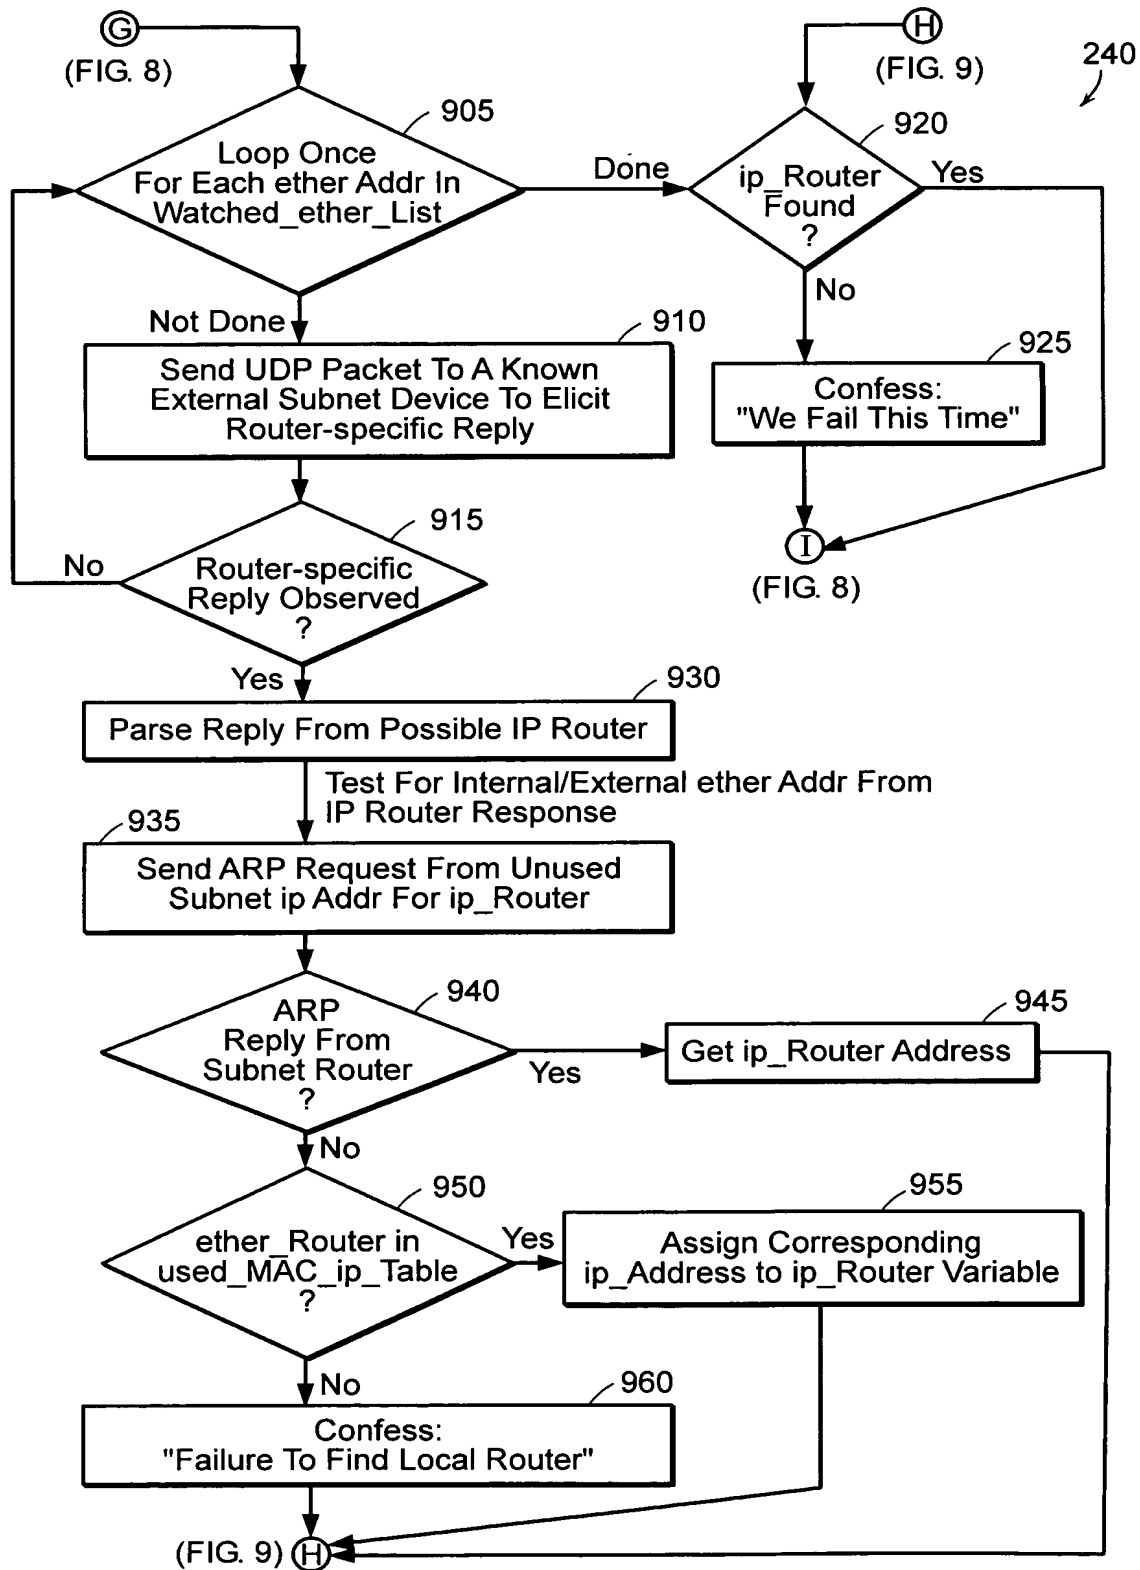 G
(FIG. 8)
H
(FIG. 9)
240
905
Loop Once
For Each ether Addr In
Watched_ether_List
Done
920
ip_Router
Found
?
Yes
No
Not Done
910
Send UDP Packet To A Known
External Subnet Device To Elicit
Router-specific Reply
925
Confess:
"We Fail This Time"
915
Router-specific
Reply Observed
?
No
I
(FIG. 8)
Yes
930
Parse Reply From Possible IP Router
Test For Internal/External ether Addr From
IP Router Response
935
Send ARP Request From Unused
Subnet ip Addr For ip_Router
940
ARP
Reply From
Subnet Router
?
Yes
945
Get ip_Router Address
No
950
ether_Router in
used_MAC_ip_Table
?
Yes
955
Assign Corresponding
ip_Address to ip_Router Variable
No
960
Confess:
"Failure To Find Local Router"
(FIG. 9) H